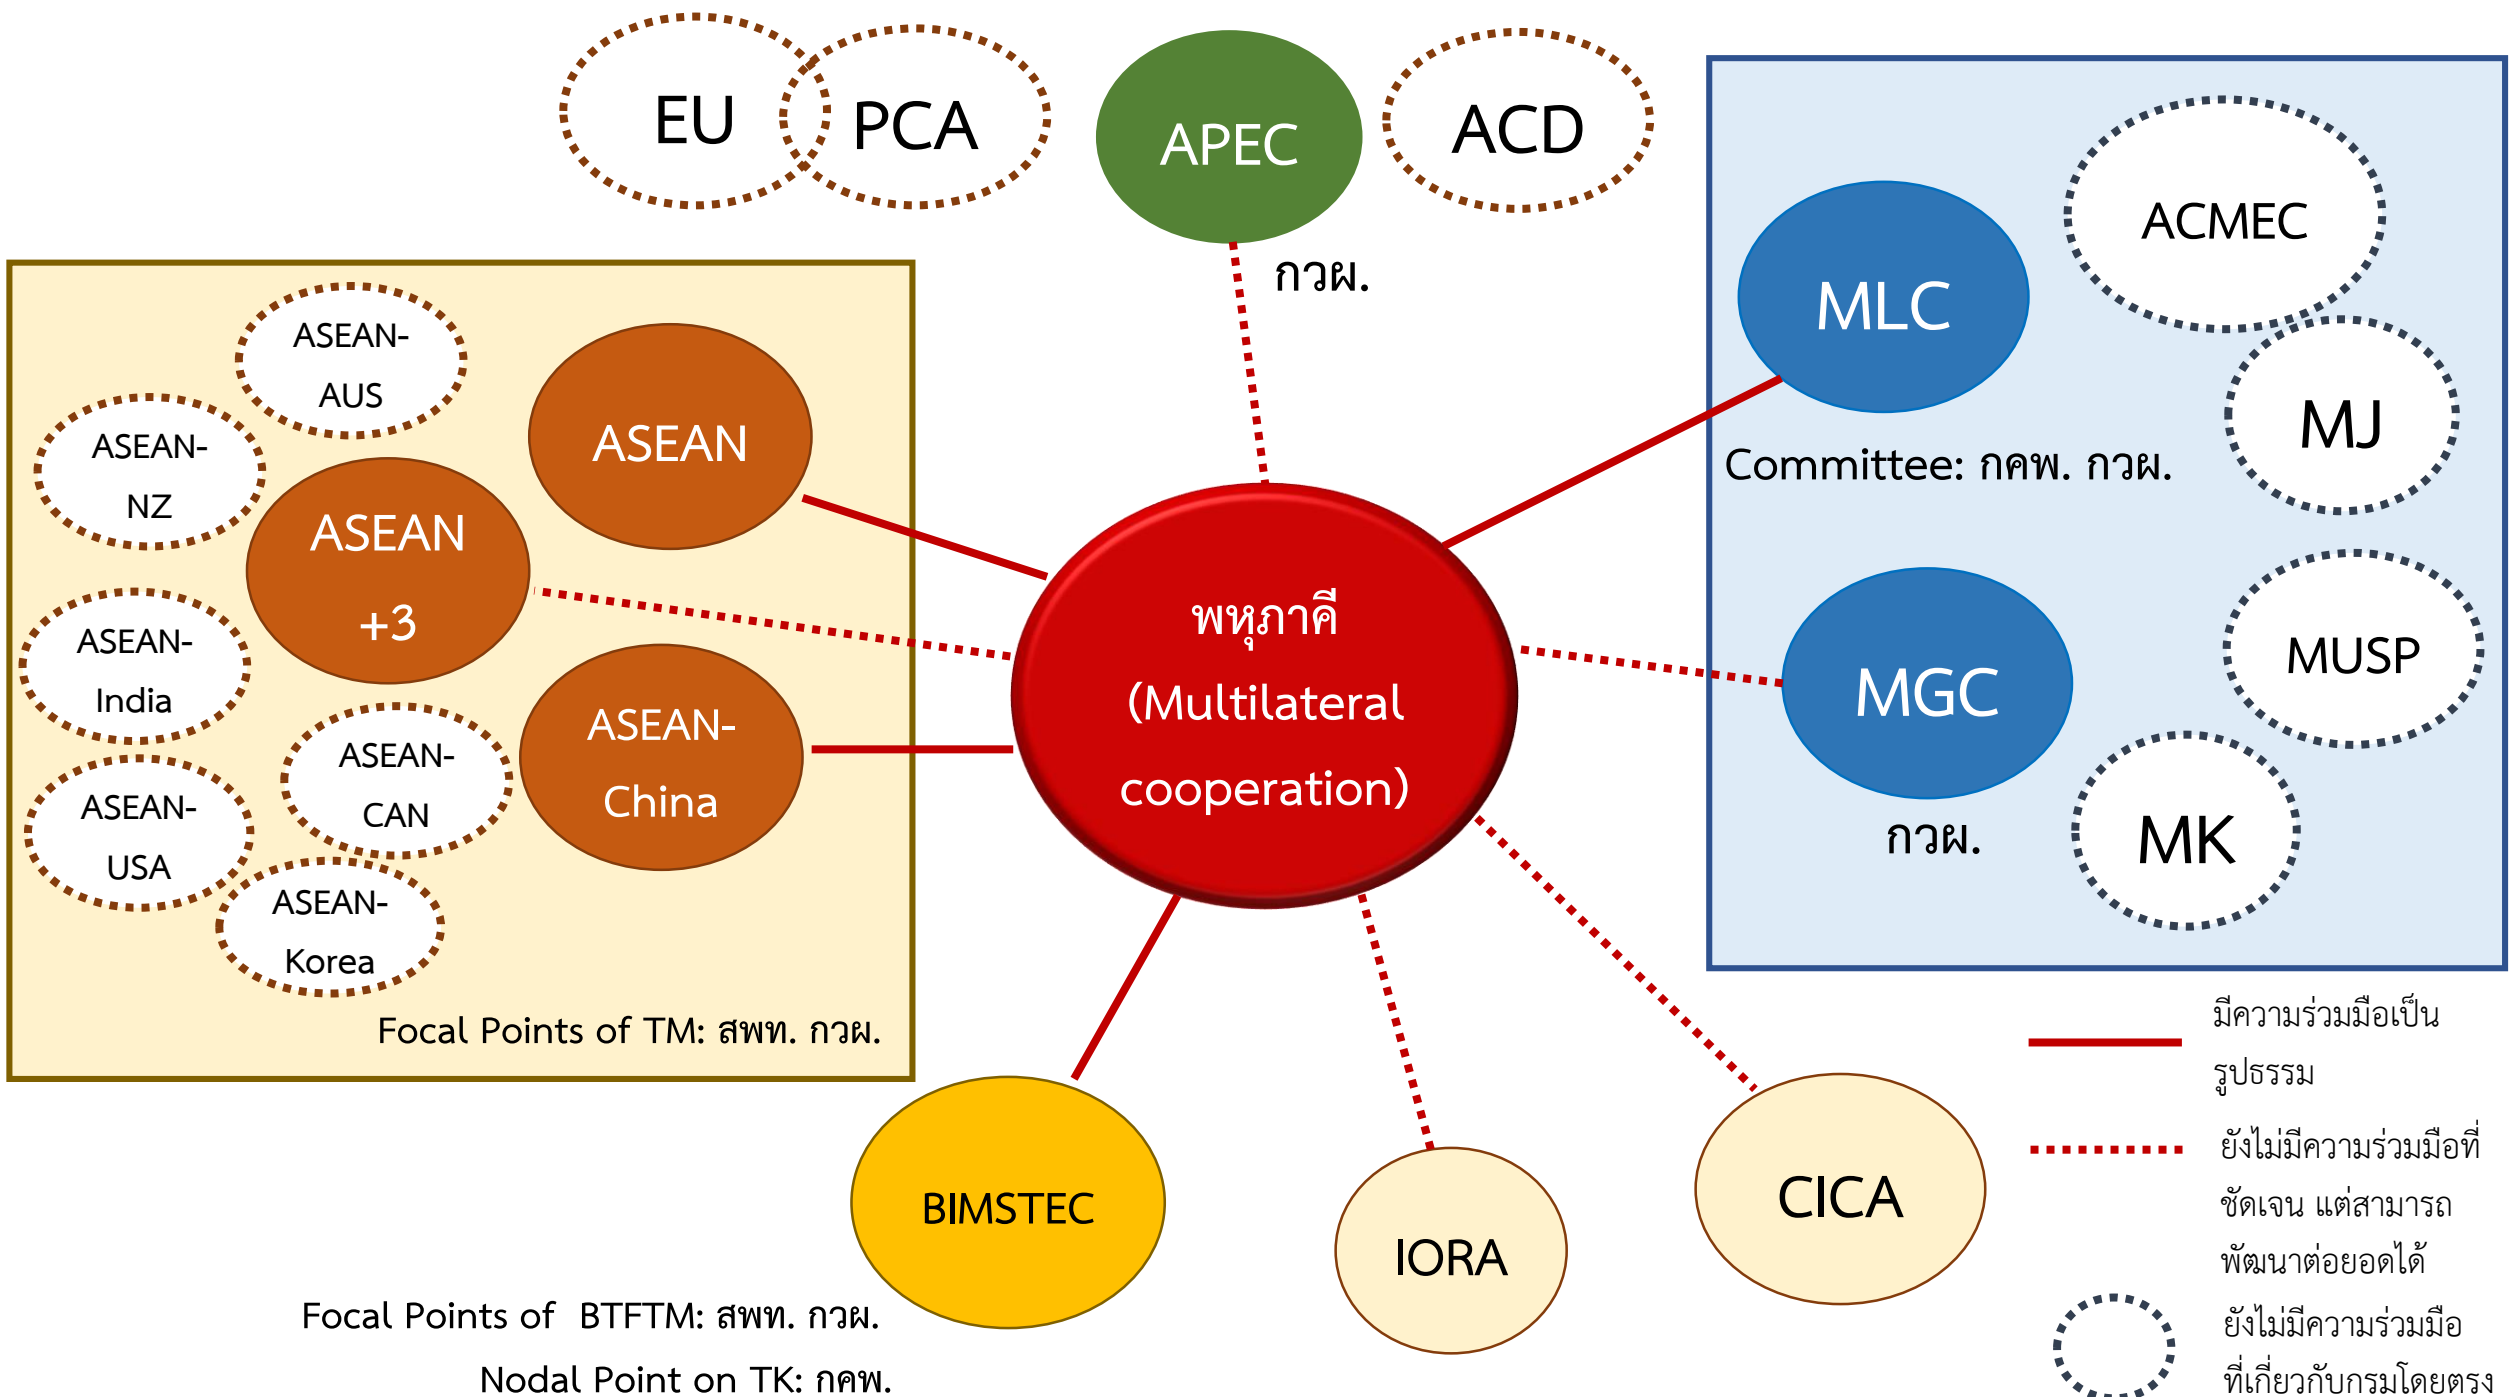 EU
PCA
APEC
ACD
กวผ.
ASEAN-
AUS
ASEAN-
NZ
ASEAN
ASEAN
+3
ASEAN-
India
ASEAN-
China
ASEAN-
CAN
ASEAN-
USA
ASEAN-
Korea
Focal Points of TM: สพท. กวผ.
พหุภาคี
(Multilateral
cooperation)
MLC
ACMEC
MJ
Committee: กคพ. กวผ.
MUSP
MGC
กวผ.
MK
BIMSTEC
Focal Points of BTFTM: สพท. กวผ.
Nodal Point on TK: กคพ.
IORA
CICA
มีความร่วมมือเป็น
รูปธรรม
ยังไม่มีความร่วมมือที่
ชัดเจน แต่สามารถ
พัฒนาต่อยอดได้
ยังไม่มีความร่วมมือ
ที่เกี่ยวกับกรมโดยตรง